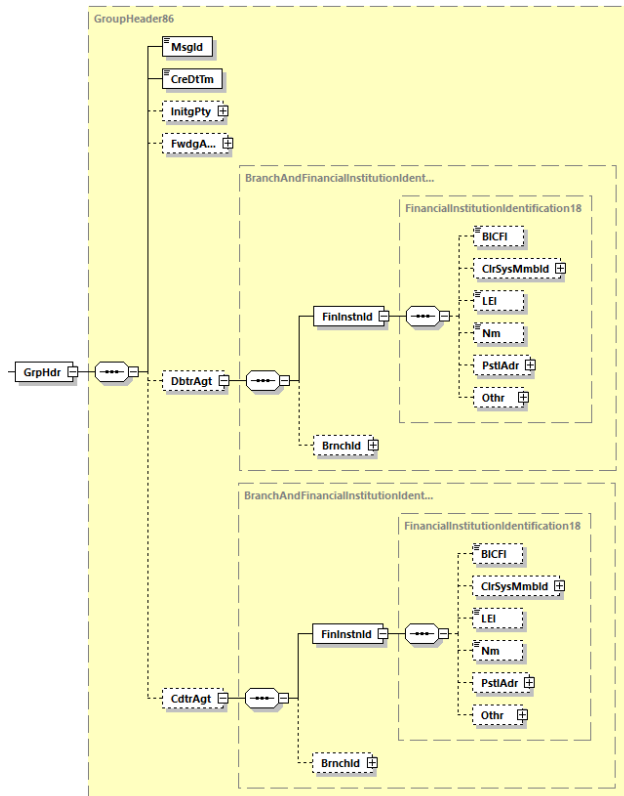 GroupHeader86
MsgId
CreDtTm
InitgPty
FwdgA...
BranchAndFinancialInstitutionIdent...
FinancialInstitutionIdentification18
BICFI
ClrSysMmbId
LEI
FinInstnId
Nm
PstlAdr
GrpHdr
DbtrAgt
Othr
BrnchId
BranchAndFinancialInstitutionIdent...
FinancialInstitutionIdentification18
BICFI
ClrSysMmbId
LEI
FinInstnId
Nm
PstlAdr
CdtrAgt
Othr
BrnchId